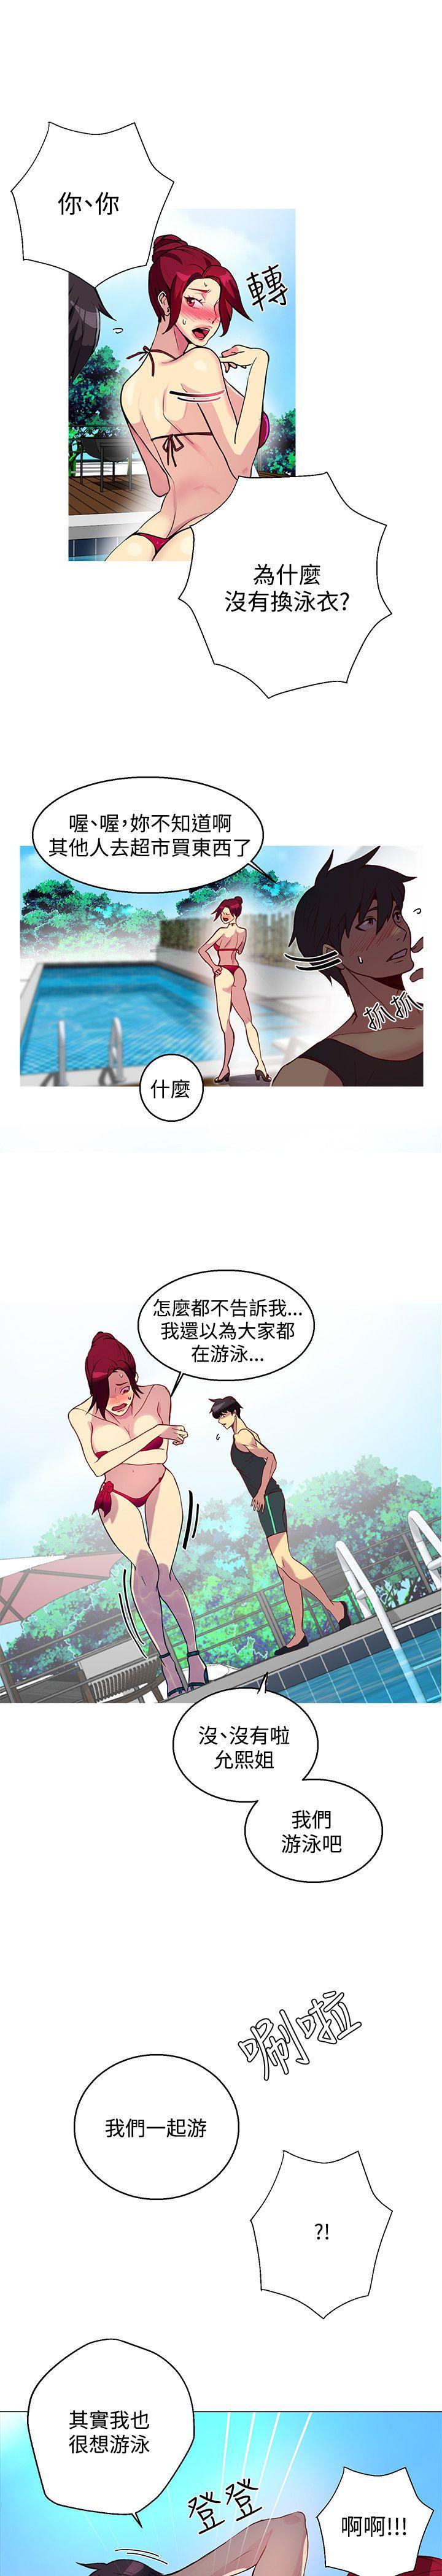 你、你
轉
為什麼
沒有換泳衣?
喔、喔，妳不知道啊
其他人去超市買東西了
抓抓
什麼
怎麼都不告訴我...
我還以為大家都
在游泳...
沒、沒有啦
允熙姐
我們
游泳吧
唰啦
我們一起游
?!
其實我也
很想游泳
登登
啊啊!!!